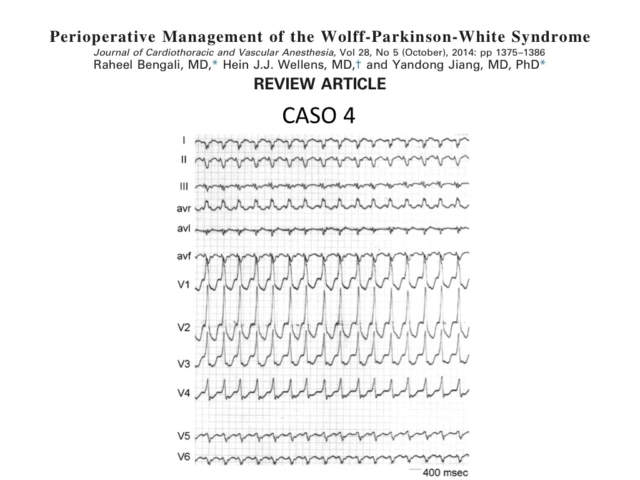 Perioperative Management of the Wolff-Parkinson-White Syndrome
Journal of Cardiothoracic and Vascular Anesthesia, Vol 28, No 5 (October), 2014: pp 1375–1386
Raheel Bengali, MD,* Hein J.J. Wellens, MD,† and Yandong Jiang, MD, PhD*
REVIEW ARTICLE
CASO 4
I
II
III
avr
avl
avf
V1
V2
V3
V4
V5
V6
400 msec